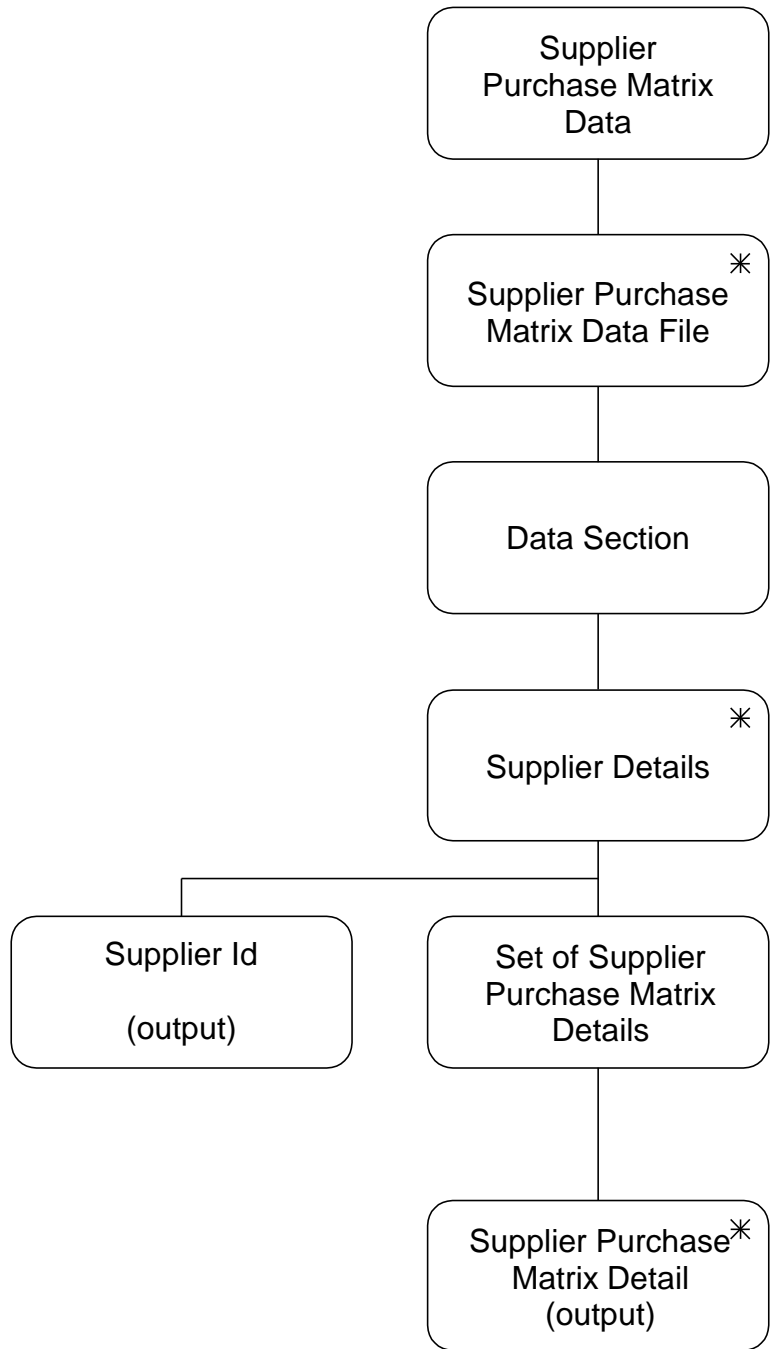 Supplier
Purchase Matrix
Data
Supplier Purchase
Matrix Data File
Data Section
Supplier Details
Supplier Id
(output)
Set of Supplier
Purchase Matrix
Details
Supplier Purchase
Matrix Detail
(output)